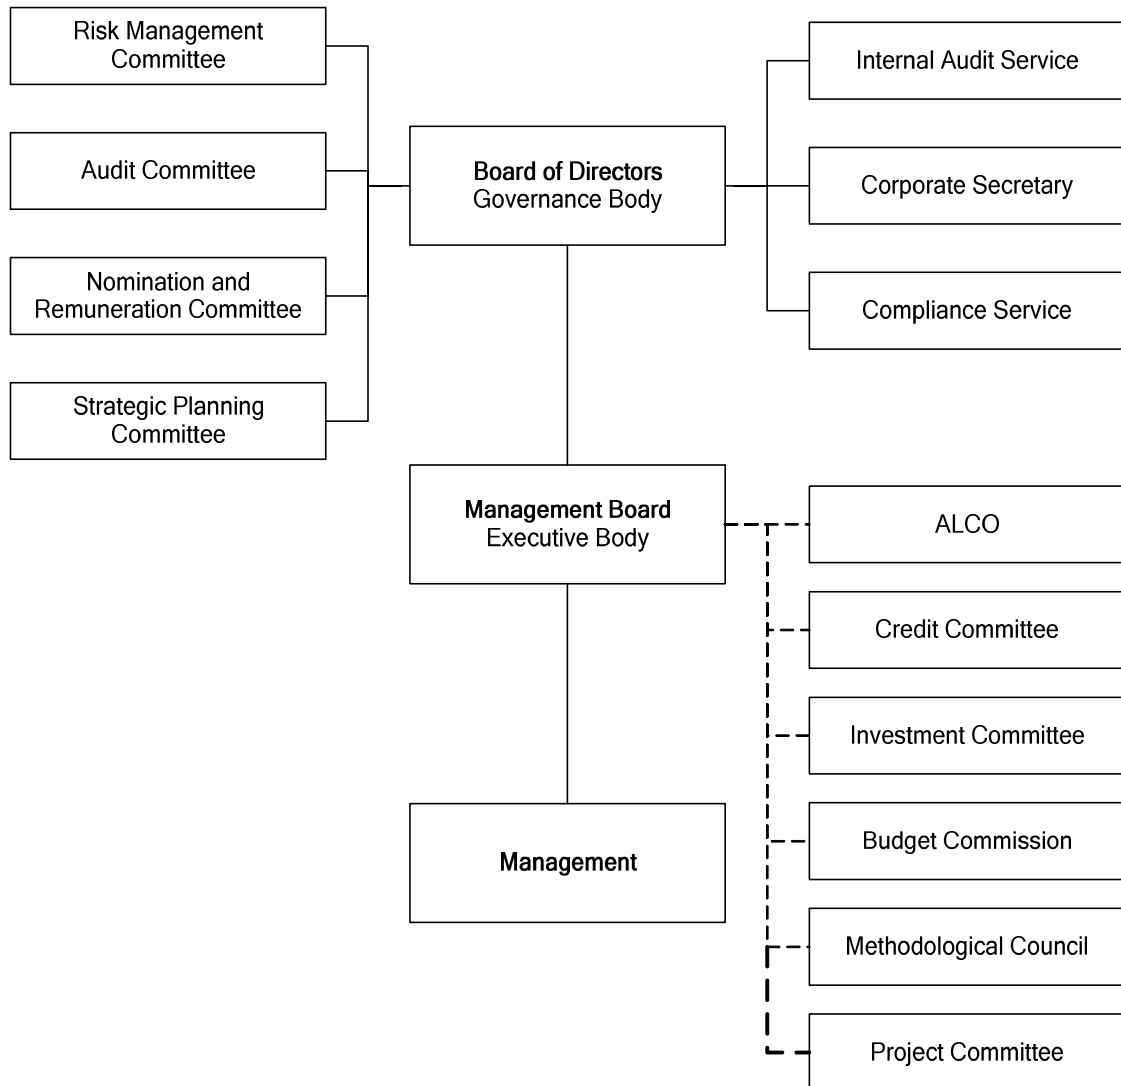 Risk Management
Committee
Audit Committee
Nomination and
Remuneration Committee
Strategic Planning
Committee
Board of Directors
Governance Body
Internal Audit Service
Corporate Secretary
Compliance Service
Management Board
Executive Body
Management
ALCO
Credit Committee
Investment Committee
Budget Commission
Methodological Council
Project Committee